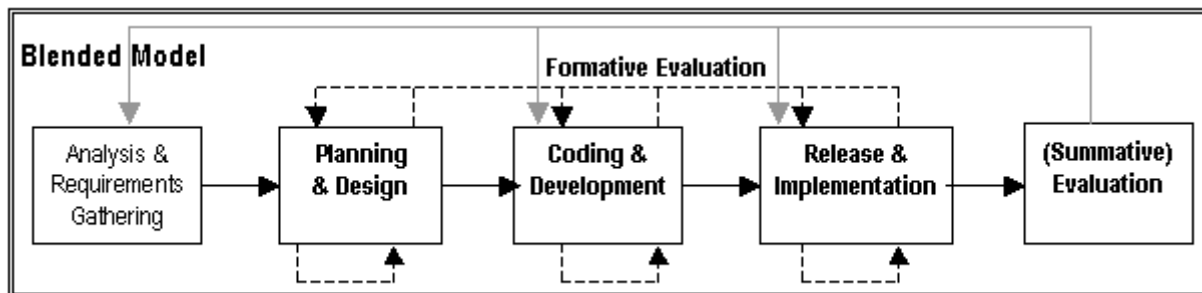 Blended Model
Formative Evaluation
Analysis &
Requirements
Gathering
Planning
& Design
Coding &
Development
Release &
Implementation
(Summative)
Evaluation